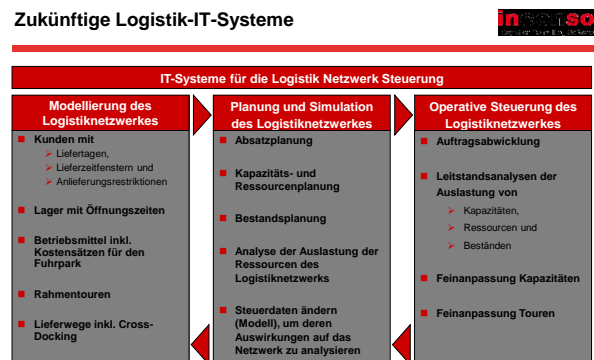 Zukünftige Logistik-IT-Systeme
IT-Systeme für die Logistik Netzwerk Steuerung
Modellierung des
Logistiknetzwerkes
Kunden mit
Liefertagen,
Lieferzeitfenstern und
Anlieferungsrestriktionen
Lager mit Öffnungszeiten
Betriebsmittel inkl.
Kostensätzen für den
Fuhrpark
Rahmentouren
Lieferwege inkl. Cross-
Docking
Planung und Simulation
des Logistiknetzwerkes
Absatzplanung
Kapazitäts- und
Ressourcenplanung
Bestandsplanung
Analyse der Auslastung der
Ressourcen des
Logistiknetzwerks
Steuerdaten ändern
(Modell), um deren
Auswirkungen auf das
Netzwerk zu analysieren
Operative Steuerung des
Logistiknetzwerkes
Auftragsabwicklung
Leitstandsanalysen der
Auslastung von
Kapazitäten,
Ressourcen und
Beständen
Feinanpassung Kapazitäten
Feinanpassung Touren